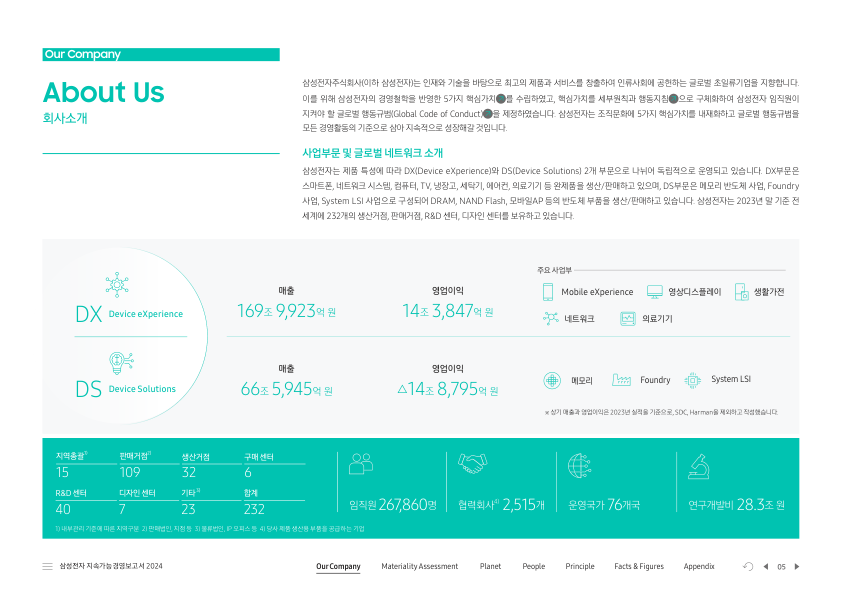 Our Company
About Us
회사소개
삼성전자주식회사(이하 삼성전자)는 인재와 기술을 바탕으로 최고의 제품과 서비스를 창출하여 인류사회에 공헌하는 글로벌 초일류기업을 지향합니다.
이를 위해 삼성전자의 경영철학을 반영한 5가지 핵심가치를 수립하였고, 핵심가치를 세부원칙과 행동지침으로 구체화하여 삼성전자 임직원이
지켜야 할 글로벌 행동규범(Global Code of Conduct)을 제정하였습니다. 삼성전자는 조직문화에 5가지 핵심가치를 내재화하고 글로벌 행동규범을
모든 경영활동의 기준으로 삼아 지속적으로 성장해갈 것입니다.
사업부문 및 글로벌 네트워크 소개
삼성전자는 제품 특성에 따라 DX(Device eXperience)와 DS(Device Solutions) 2개 부문으로 나뉘어 독립적으로 운영되고 있습니다. DX부문은
스마트폰, 네트워크 시스템, 컴퓨터, TV, 냉장고, 세탁기, 에어컨, 의료기기 등 완제품을 생산/판매하고 있으며, DS부문은 메모리 반도체 사업, Foundry
사업, System LSI 사업으로 구성되어 DRAM, NAND Flash, 모바일AP 등의 반도체 부품을 생산/판매하고 있습니다. 삼성전자는 2023년 말 기준 전
세계에 232개의 생산거점, 판매거점, R&D 센터, 디자인 센터를 보유하고 있습니다.
DX Device eXperience
매출
169조 9,923억 원
영업이익
14조 3,847억 원
주요 사업부
Mobile eXperience 영상디스플레이 생활가전
네트워크 의료기기
DS Device Solutions
매출
66조 5,945억 원
영업이익
△14조 8,795억 원
메모리 Foundry System LSI
※ 상기 매출과 영업이익은 2023년 실적을 기준으로, SDC, Harman을 제외하고 작성했습니다.
지역총괄1) 판매거점2) 생산거점 구매 센터
15 109 32 6
R&D 센터 디자인 센터 기타3) 합계
40 7 23 232
1) 내부관리 기준에 따른 지역구분 2) 판매법인, 지점 등 3) 물류법인, IP 오피스 등 4) 당사 제품 생산용 부품을 공급하는 기업
임직원 267,860명
협력회사4) 2,515개
운영국가 76개국
연구개발비 28.3조 원
삼성전자 지속가능경영보고서 2024
Our Company Materiality Assessment Planet People Principle Facts & Figures Appendix
05